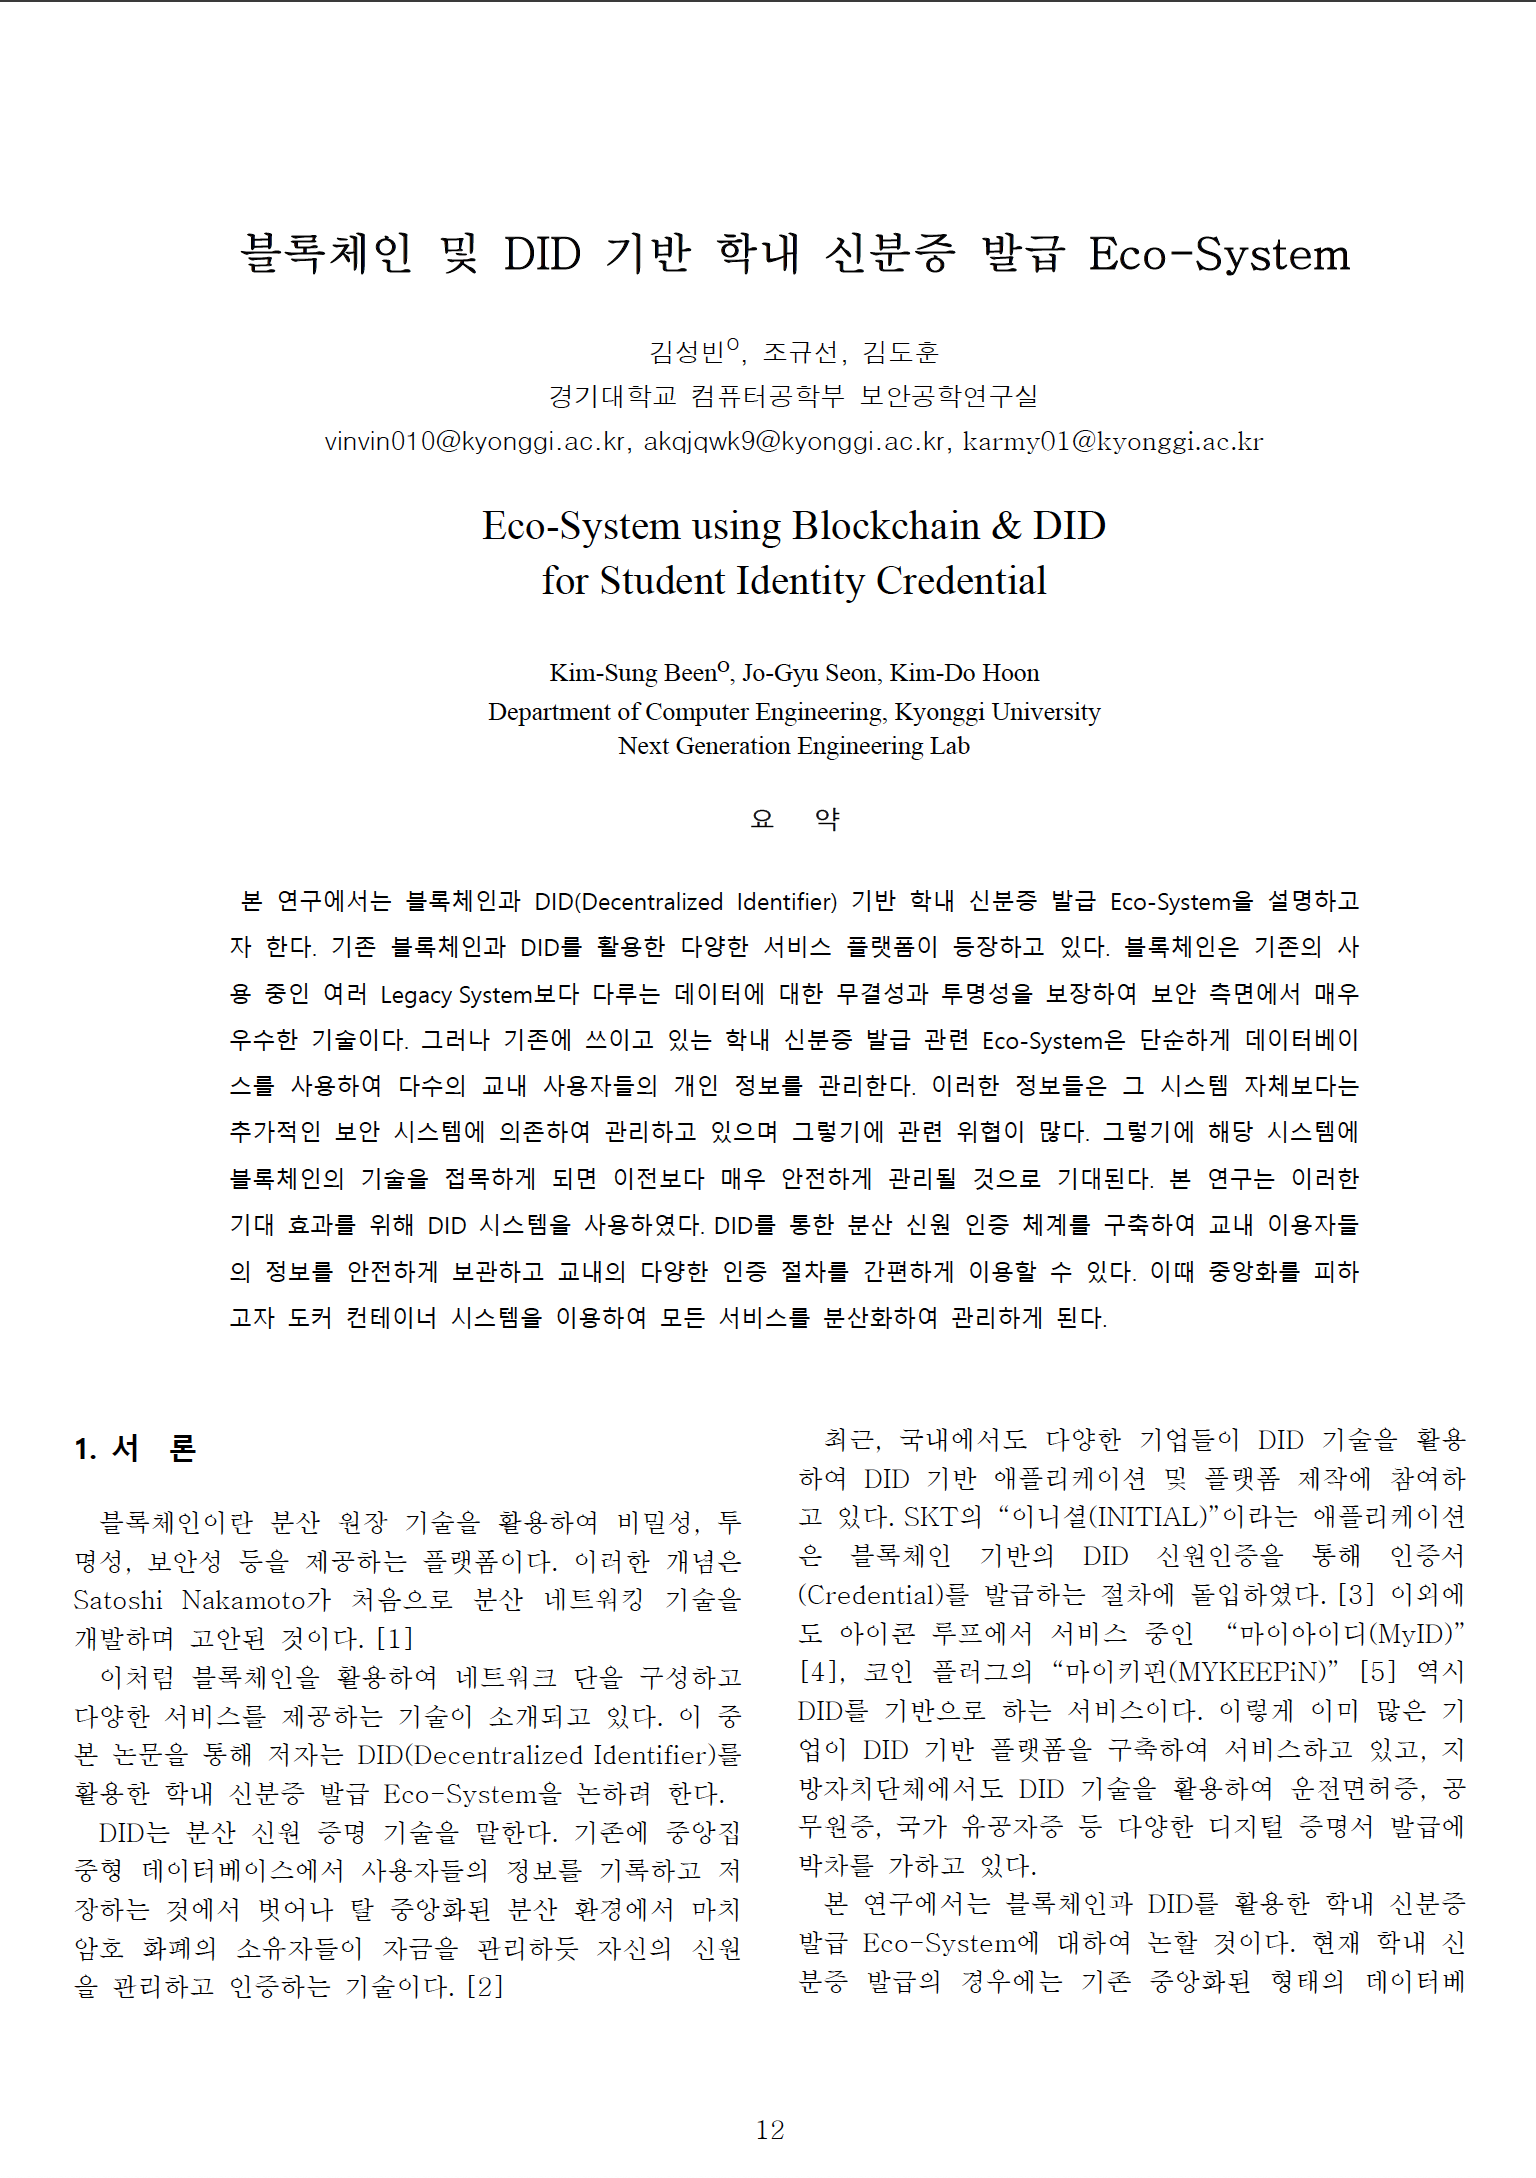 블록체인 및 DID 기반 학내 신분증 발급 Eco-System
김성빈O, 조규선, 김도훈
경기대학교 컴퓨터공학부 보안공학연구실
vinvin010@kyonggi.ac.kr, akqjqwk9@kyonggi.ac.kr, karmy01@kyonggi.ac.kr
Eco-System using Blockchain & DID
for Student Identity Credential
Kim-Sung BeenO, Jo-Gyu Seon, Kim-Do Hoon
Department of Computer Engineering, Kyonggi University
Next Generation Engineering Lab
요 약
본 연구에서는 블록체인과 DID(Decentralized Identifier) 기반 학내 신분증 발급 Eco-System을 설명하고
자 한다. 기존 블록체인과 DID를 활용한 다양한 서비스 플랫폼이 등장하고 있다. 블록체인은 기존의 사
용 중인 여러 Legacy System보다 다루는 데이터에 대한 무결성과 투명성을 보장하여 보안 측면에서 매우
우수한 기술이다. 그러나 기존에 쓰이고 있는 학내 신분증 발급 관련 Eco-System은 단순하게 데이터베이
스를 사용하여 다수의 교내 사용자들의 개인 정보를 관리한다. 이러한 정보들은 그 시스템 자체보다는
추가적인 보안 시스템에 의존하여 관리하고 있으며 그렇기에 관련 위협이 많다. 그렇기에 해당 시스템에
블록체인의 기술을 접목하게 되면 이전보다 매우 안전하게 관리될 것으로 기대된다. 본 연구는 이러한
기대 효과를 위해 DID 시스템을 사용하였다. DID를 통한 분산 신원 인증 체계를 구축하여 교내 이용자들
의 정보를 안전하게 보관하고 교내의 다양한 인증 절차를 간편하게 이용할 수 있다. 이때 중앙화를 피하
고자 도커 컨테이너 시스템을 이용하여 모든 서비스를 분산화하여 관리하게 된다.
1. 서 론
블록체인이란 분산 원장 기술을 활용하여 비밀성, 투
명성, 보안성 등을 제공하는 플랫폼이다. 이러한 개념은
Satoshi Nakamoto가 처음으로 분산 네트워킹 기술을
개발하며 고안된 것이다. [1]
이처럼 블록체인을 활용하여 네트워크 단을 구성하고
다양한 서비스를 제공하는 기술이 소개되고 있다. 이 중
본 논문을 통해 저자는 DID(Decentralized Identifier)를
활용한 학내 신분증 발급 Eco-System을 논하려 한다.
DID는 분산 신원 증명 기술을 말한다. 기존에 중앙집
중형 데이터베이스에서 사용자들의 정보를 기록하고 저
장하는 것에서 벗어나 탈 중앙화된 분산 환경에서 마치
암호 화폐의 소유자들이 자금을 관리하듯 자신의 신원
을 관리하고 인증하는 기술이다. [2]
최근, 국내에서도 다양한 기업들이 DID 기술을 활용
하여 DID 기반 애플리케이션 및 플랫폼 제작에 참여하
고 있다. SKT의 “이니셜(INITIAL)”이라는 애플리케이션
은 블록체인 기반의 DID 신원인증을 통해 인증서
(Credential)를 발급하는 절차에 돌입하였다. [3] 이외에
도 아이콘 루프에서 서비스 중인 “마이아이디(MyID)”
[4], 코인 플러그의 “마이키핀(MYKEEPiN)” [5] 역시
DID를 기반으로 하는 서비스이다. 이렇게 이미 많은 기
업이 DID 기반 플랫폼을 구축하여 서비스하고 있고, 지
방자치단체에서도 DID 기술을 활용하여 운전면허증, 공
무원증, 국가 유공자증 등 다양한 디지털 증명서 발급에
박차를 가하고 있다.
본 연구에서는 블록체인과 DID를 활용한 학내 신분증
발급 Eco-System에 대하여 논할 것이다. 현재 학내 신
분증 발급의 경우에는 기존 중앙화된 형태의 데이터베
12